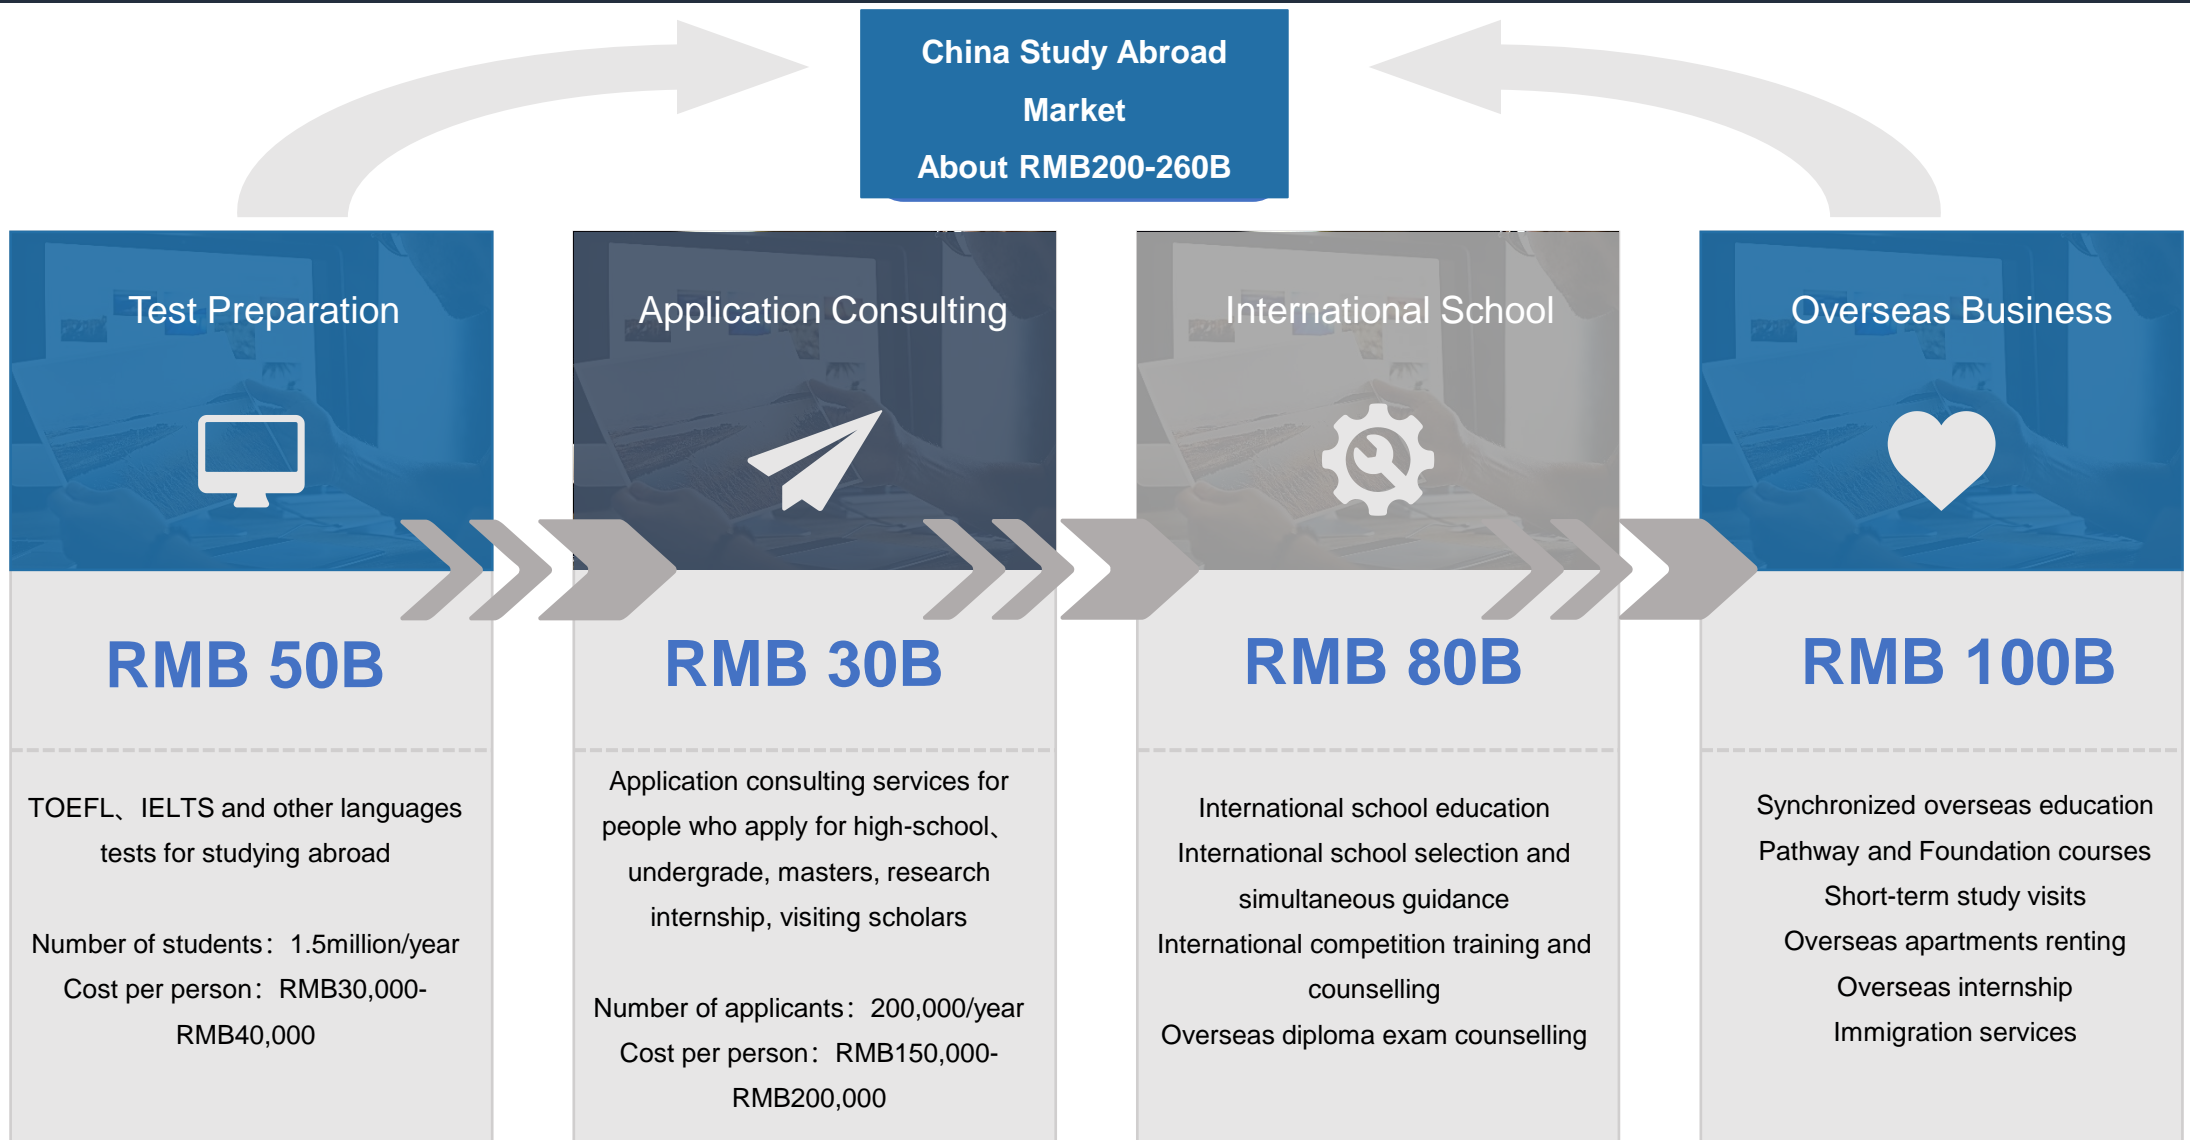 China Study Abroad
Market
About RMB200-260B
Test Preparation
RMB 50B
TOEFL、IELTS and other languages
tests for studying abroad
Number of students：1.5million/year
Cost per person：RMB30,000-
RMB40,000
Application Consulting
RMB 30B
Application consulting services for
people who apply for high-school、
undergrade, masters, research
internship, visiting scholars
Number of applicants：200,000/year
Cost per person：RMB150,000-
RMB200,000
International School
RMB 80B
International school education
International school selection and
simultaneous guidance
International competition training and
counselling
Overseas diploma exam counselling
Overseas Business
RMB 100B
Synchronized overseas education
Pathway and Foundation courses
Short-term study visits
Overseas apartments renting
Overseas internship
Immigration services